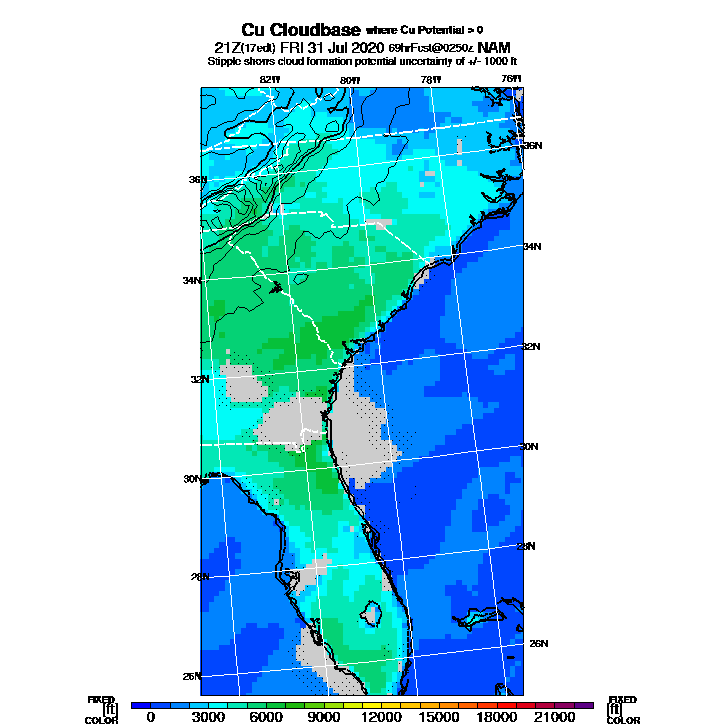 Cu Cloudbase where Cu Potential > 0
21Z(17edt) FRI 31 Jul 2020 69hrFcst@0250z NAM
Stipple shows cloud formation potential uncertainty of +/- 1000 ft
82W 80W 78W 76W
36N
36N
34N
34N
32N
32N
30N
30N
28N
28N
26N
26N
FIXED FIXED
[ft] [ft]
COLOR 0 3000 6000 9000 12000 15000 18000 21000 COLOR